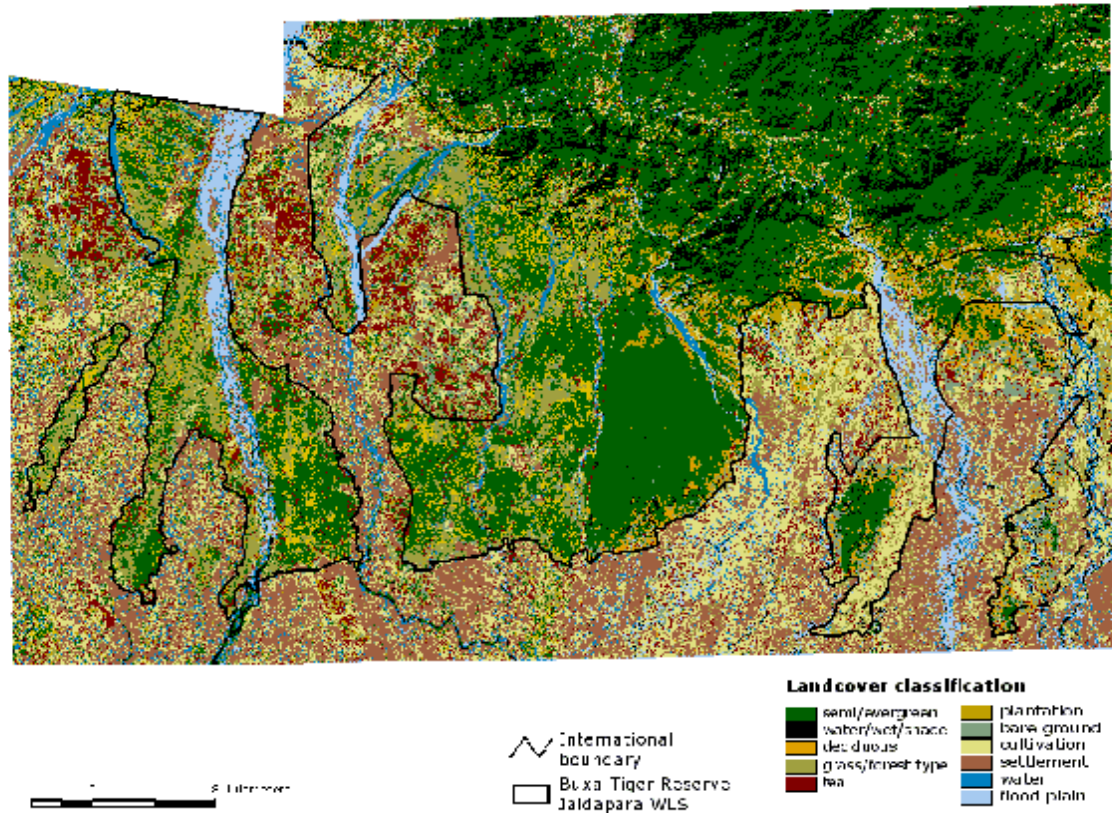 Landcover classification
semi/evergreen
water/wet/shade
deciduous
grass/forest type
tea
plantation
bare ground
cultivation
settlement
water
flood plain
International
boundary
Buxa Tiger Reserve
Jaldapara WLS